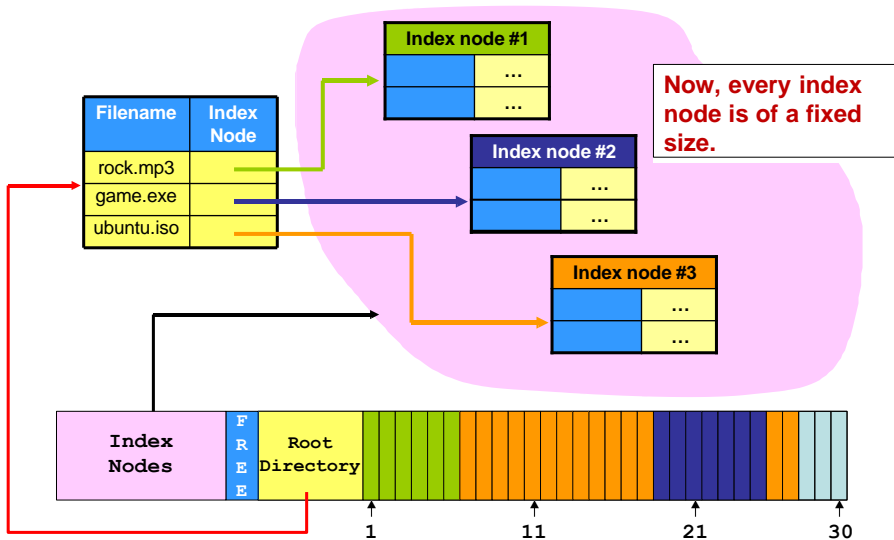 Index node #1
...
...
Now, every index
node is of a fixed
size.
Filename
Index
Node
rock.mp3
game.exe
ubuntu.iso
Index node #2
...
...
Index node #3
...
...
Index
Nodes
F
R
E
E
Root
Directory
1
11
21
30